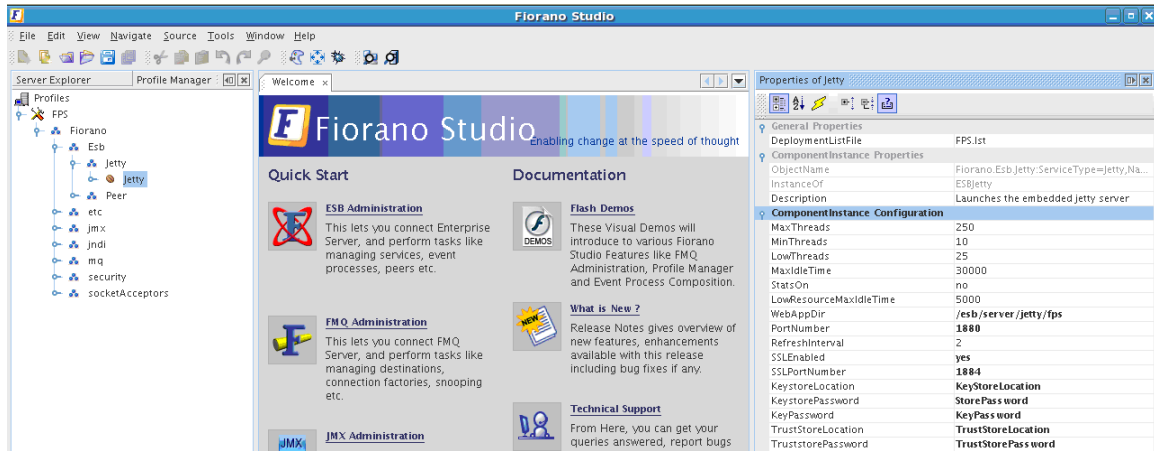 Fiorano Studio
File Edit View Navigate Source Tools Window Help
Server Explorer Profile Manager
Profiles
FPS
Fiorano
Esb
Jetty
Jetty
Peer
etc
jmx
jndi
mq
security
socketAcceptors
Welcome
Fiorano Studio
Enabling change at the speed of thought
Quick Start
ESB Administration
This lets you connect Enterprise
Server, and perform tasks like
managing services, event
processes, peers etc.
FMQ Administration
This lets you connect FMQ
Server, and perform tasks like
managing destinations,
connection factories, snooping
etc.
JMX
JMX Administration
Documentation
DEMOS
Flash Demos
These Visual Demos will
introduce to various Fiorano
Studio Features like FMQ
Administration, Profile Manager
and Event Process Composition.
NEW
What is New ?
Release Notes gives overview of
new features, enhancements
available with this release
including bug fixes if any.
Technical Support
From Here, you can get your
queries answered, report bugs
Properties of Jetty
General Properties
DeploymentListFile FPS.lst
ComponentInstance Properties
ObjectName Fiorano.Esb.Jetty:ServiceType=Jetty,Na...
InstanceOf ESBJetty
Description Launches the embedded jetty server
ComponentInstance Configuration
MaxThreads 250
MinThreads 10
LowThreads 25
MaxIdleTime 30000
StatsOn no
LowResourceMaxIdleTime 5000
WebAppDir /esb/server/jetty/fps
PortNumber 1880
RefreshInterval 2
SSLEnabled yes
SSLPortNumber 1884
KeystoreLocation KeyStoreLocation
KeystorePassword StorePassword
KeyPassword KeyPassword
TrustStoreLocation TrustStoreLocation
TruststorePassword TrustStorePassword